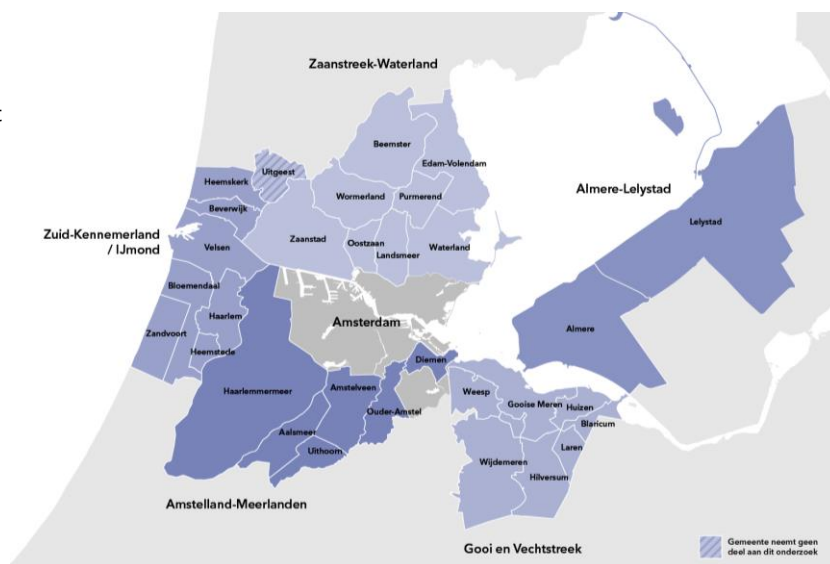 Zaanstreek-Waterland
t
Beemster
Edam-Volendam
Uitgeest
Heemskerk
Almere-Lelystad
Wormerland
Purmerend
Beverwijk
Lelystad
Zuid-Kennemerland
/ IJmond
Velsen
Zaanstad
Oostzaan
Landsmeer
Waterland
Bloemendaal
Haarlem
Amsterdam
Zandvoort
Almere
Heemstede
Diemen
Haarlemmermeer
Amstelveen
Weesp
Gooise Meren
Huizen
Ouder-Amstel
Blaricum
Aalsmeer
Laren
Uithoorn
Wijdemeren
Hilversum
Amstelland-Meerlanden
Gooi en Vechtstreek
Gemeente neemt geen
deel aan dit onderzoek